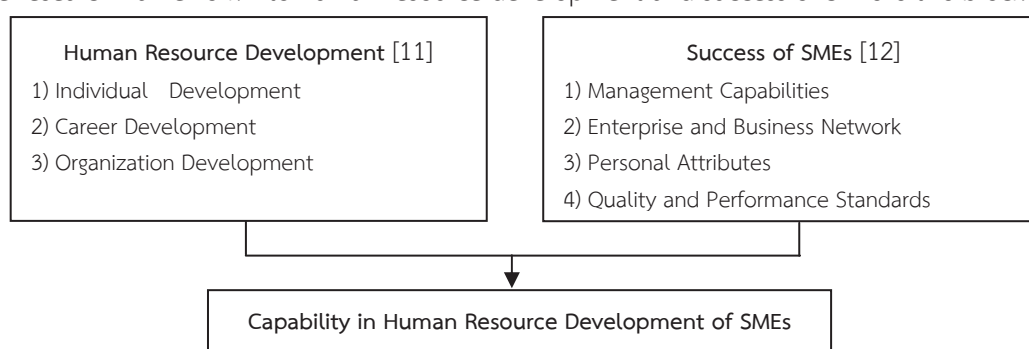 Human Resource Development [11]
1) Individual Development
2) Career Development
3) Organization Development
Success of SMEs [12]
1) Management Capabilities
2) Enterprise and Business Network
3) Personal Attributes
4) Quality and Performance Standards
Capability in Human Resource Development of SMEs